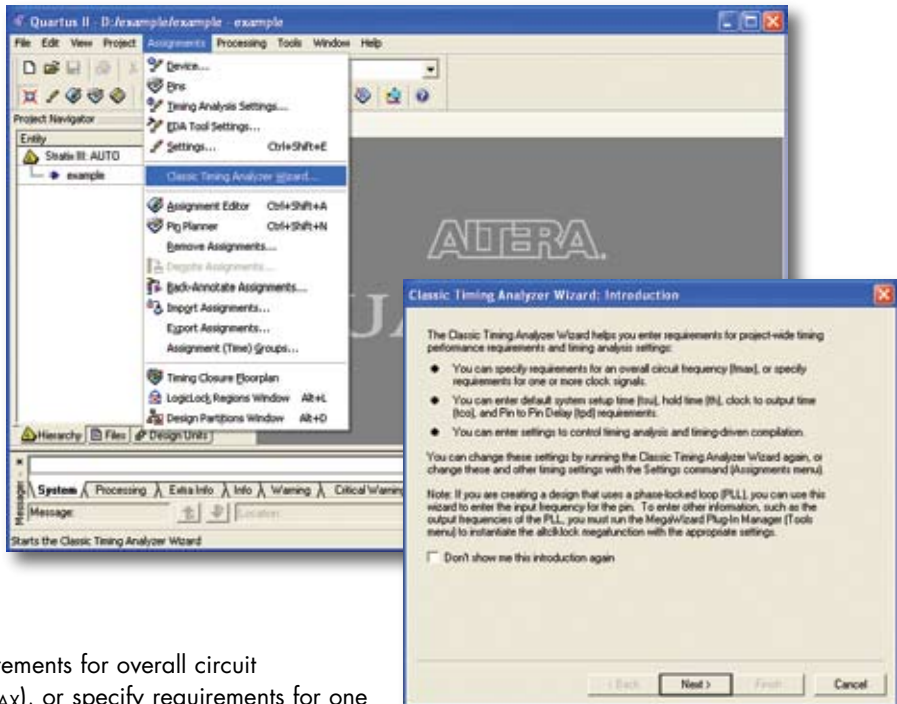 Quartus II - D:/example/example - example
File Edit View Project Assignments Processing Tools Window Help
Device...
Pins
Timing Analysis Settings...
EDA Tool Settings...
Settings... Ctrl+Shift+E
Classic Timing Analyzer Wizard...
Assignment Editor Ctrl+Shift+A
Pin Planner Ctrl+Shift+N
Remove Assignments...
Demote Assignments...
Back-Annotate Assignments...
Import Assignments...
Export Assignments...
Assignment (Time) Groups...
Timing Closure Floorplan
LogicLock Regions Window Alt+L
Design Partitions Window Alt+D
Project Navigator
Entity
Stratix III: AUTO
example
Hierarchy Files Design Units
ALTERA
System Processing Extra Info Info Warning Critical Warning
Messages
Message: Location:
Starts the Classic Timing Analyzer Wizard
Classic Timing Analyzer Wizard: Introduction
The Classic Timing Analyzer Wizard helps you enter requirements for project-wide timing
performance requirements and timing analysis settings:
• You can specify requirements for an overall circuit frequency (fmax), or specify
requirements for one or more clock signals.
• You can enter default system setup time (tsu), hold time (th), clock to output time
(tco), and Pin to Pin Delay (tpd) requirements.
• You can enter settings to control timing analysis and timing-driven compilation.
You can change these settings by running the Classic Timing Analyzer Wizard again, or
change these and other timing settings with the Settings command (Assignments menu).
Note: If you are creating a design that uses a phase-locked loop (PLL), you can use this
wizard to enter the input frequency for the pin. To enter other information, such as the
output frequencies of the PLL, you must run the MegaWizard Plug-In Manager (Tools
menu) to instantiate the altclklock megafunction with the appropriate settings.
Don't show me this introduction again
< Back Next > Finish Cancel
ements for overall circuit
AX), or specify requirements for one